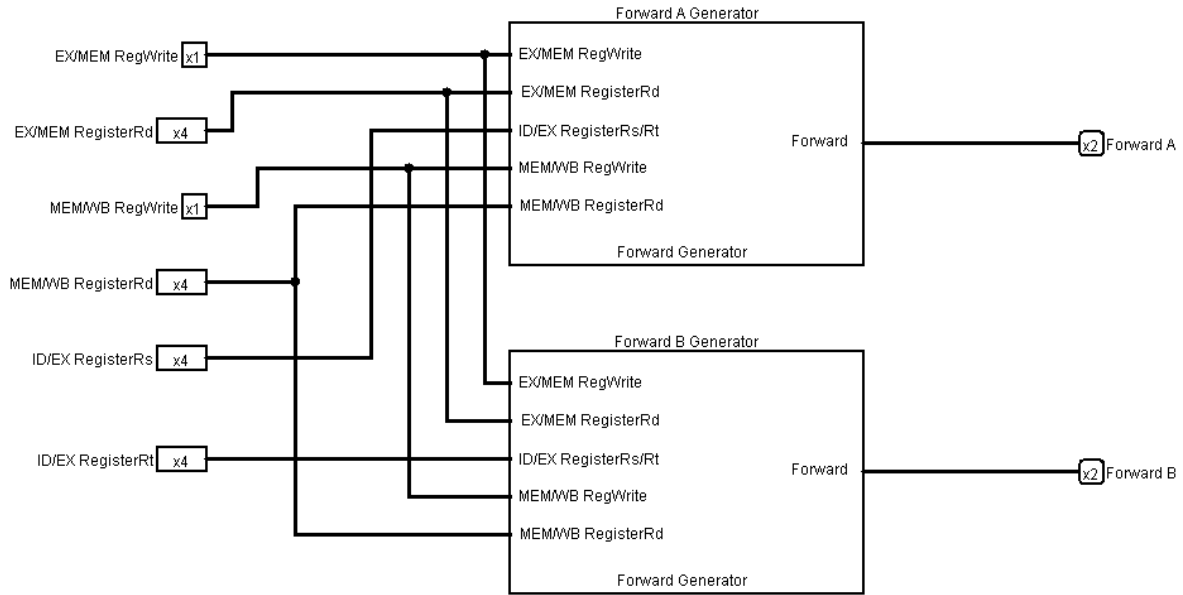 Forward A Generator
EX/MEM RegWrite x1
EX/MEM RegWrite
EX/MEM RegisterRd
EX/MEM RegisterRd x4
ID/EX RegisterRs/Rt
Forward
x2 Forward A
MEM/WB RegWrite
MEM/WB RegWrite x1
MEM/WB RegisterRd
Forward Generator
MEM/WB RegisterRd x4
Forward B Generator
ID/EX RegisterRs x4
EX/MEM RegWrite
EX/MEM RegisterRd
ID/EX RegisterRt x4
ID/EX RegisterRs/Rt
Forward
x2 Forward B
MEM/WB RegWrite
MEM/WB RegisterRd
Forward Generator